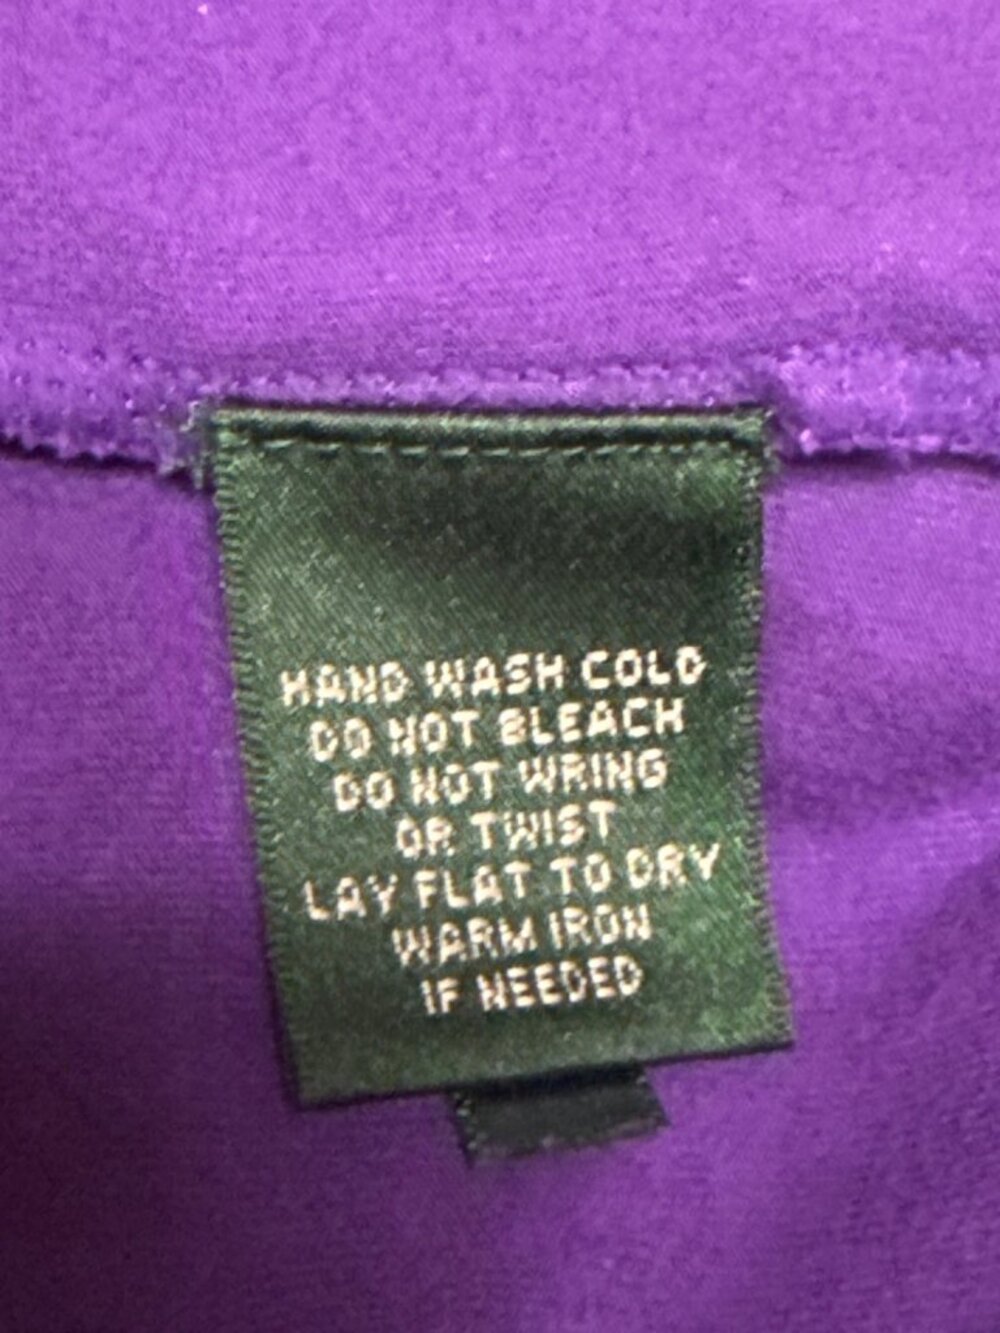 HAND WASH COLD
DO NOT BLEACH
DO NOT WRING
OR TWIST
LAY FLAT TO DRY
WARM IRON
IF NEEDED